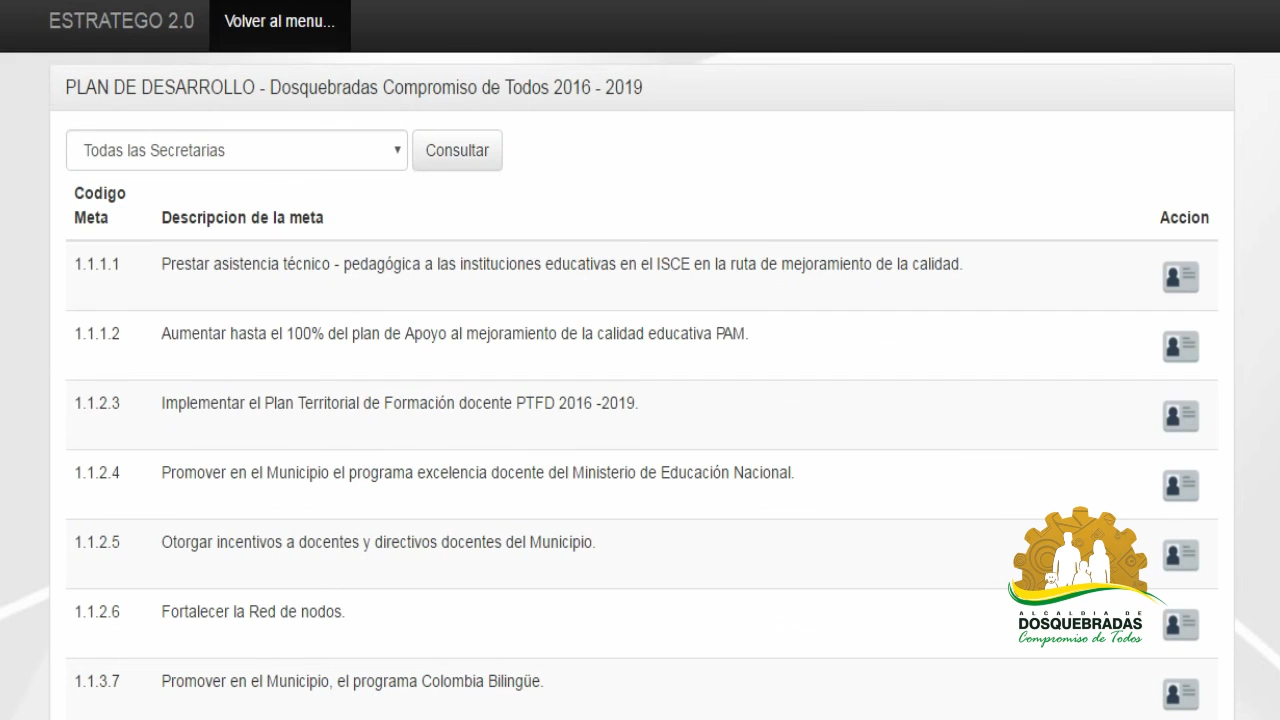 ESTRATEGO 2.0 Volver al menu...
PLAN DE DESARROLLO - Dosquebradas Compromiso de Todos 2016 - 2019
Todas las Secretarias Consultar
Codigo
Meta Descripcion de la meta Accion
1.1.1.1 Prestar asistencia técnico - pedagógica a las instituciones educativas en el ISCE en la ruta de mejoramiento de la calidad.
1.1.1.2 Aumentar hasta el 100% del plan de Apoyo al mejoramiento de la calidad educativa PAM.
1.1.2.3 Implementar el Plan Territorial de Formación docente PTFD 2016 -2019.
1.1.2.4 Promover en el Municipio el programa excelencia docente del Ministerio de Educación Nacional.
1.1.2.5 Otorgar incentivos a docentes y directivos docentes del Municipio.
1.1.2.6 Fortalecer la Red de nodos.
ALCALDIA DE
DOSQUEBRADAS
Compromiso de Todos
1.1.3.7 Promover en el Municipio, el programa Colombia Bilingüe.